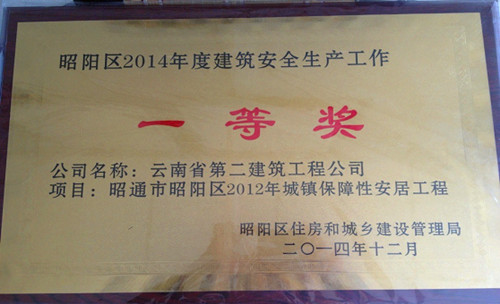 昭阳区2014年度建筑安全生产工作
一等奖
公司名称：云南省第二建筑工程公司
项目：昭通市昭阳区2012年城镇保障性安居工程
昭阳区住房和城乡建设管理局
二〇一四年十二月